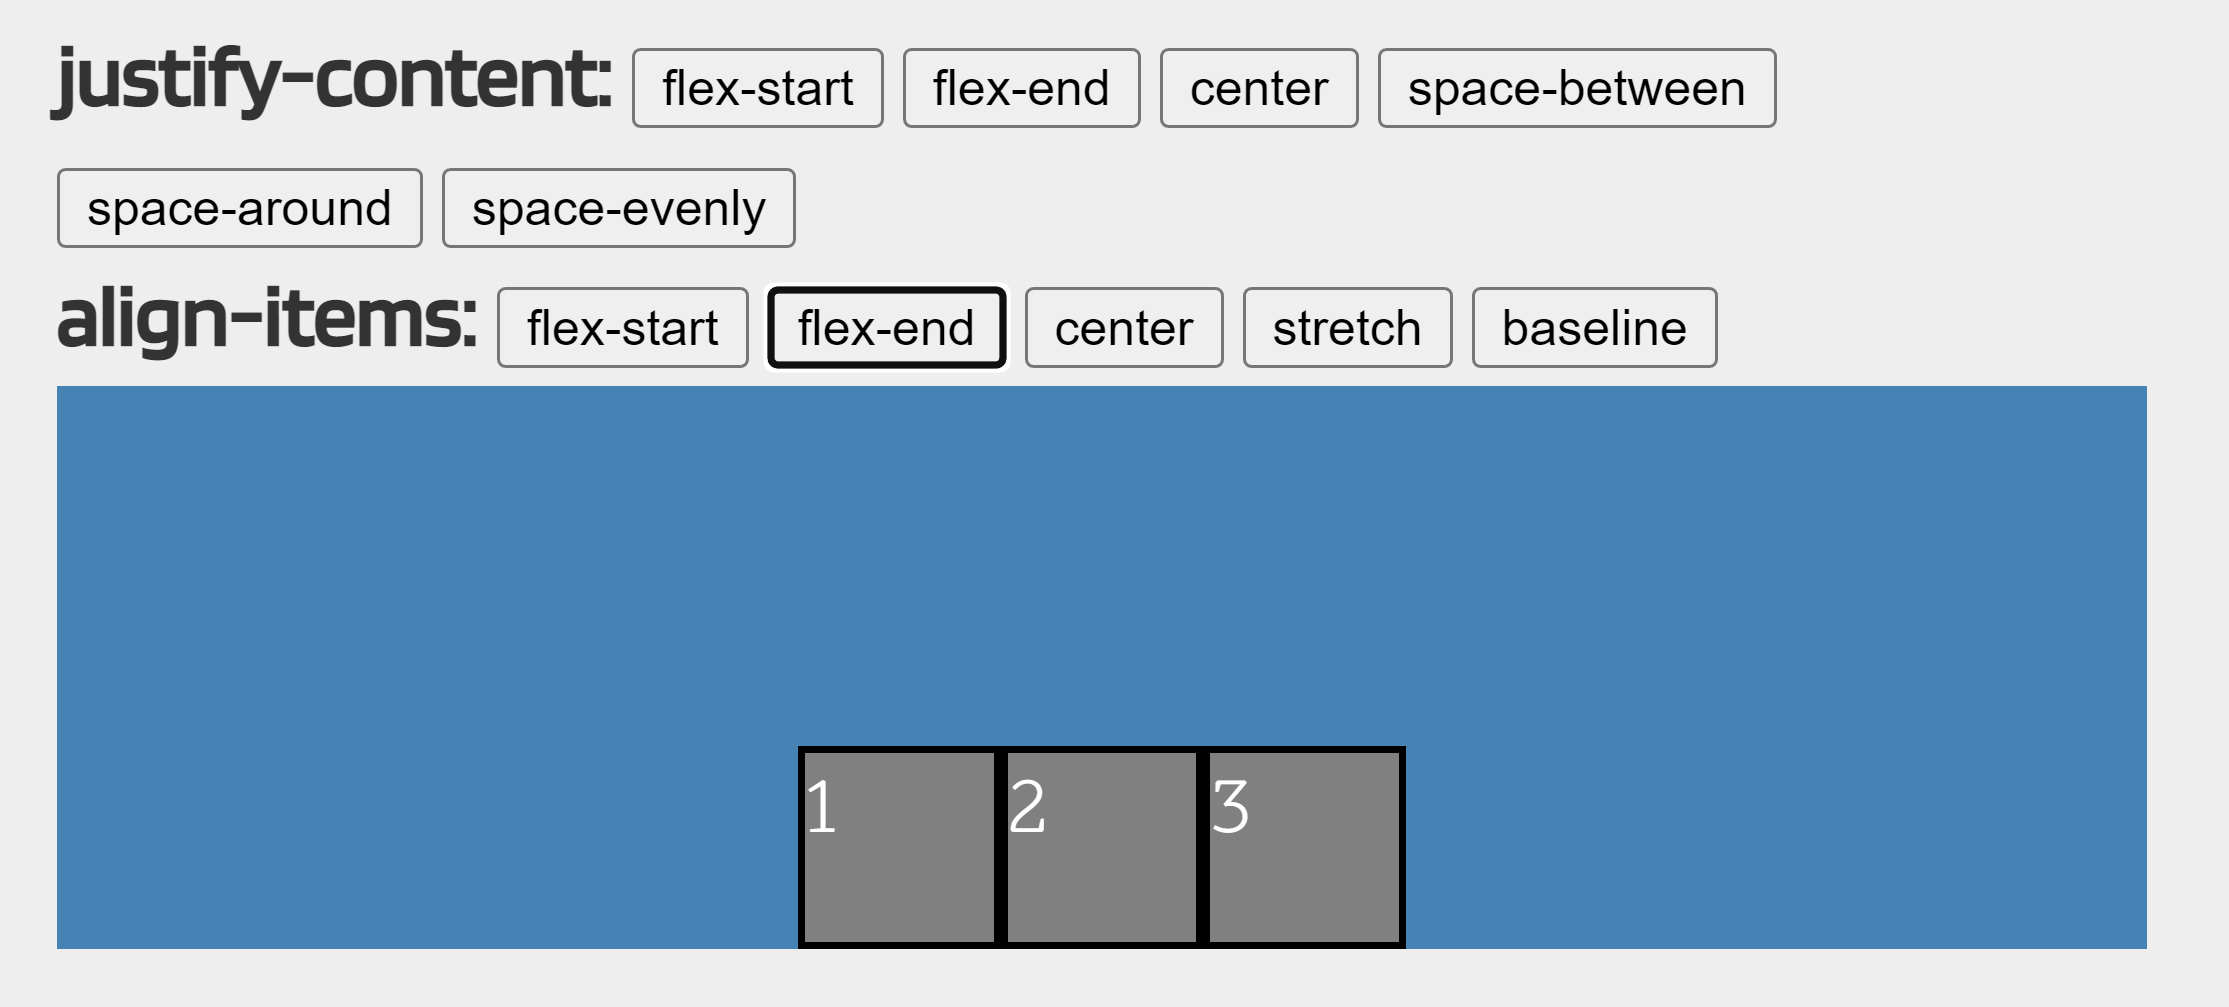 justify-content: flex-start flex-end center space-between
space-around space-evenly
align-items: flex-start flex-end center stretch baseline
1 2 3